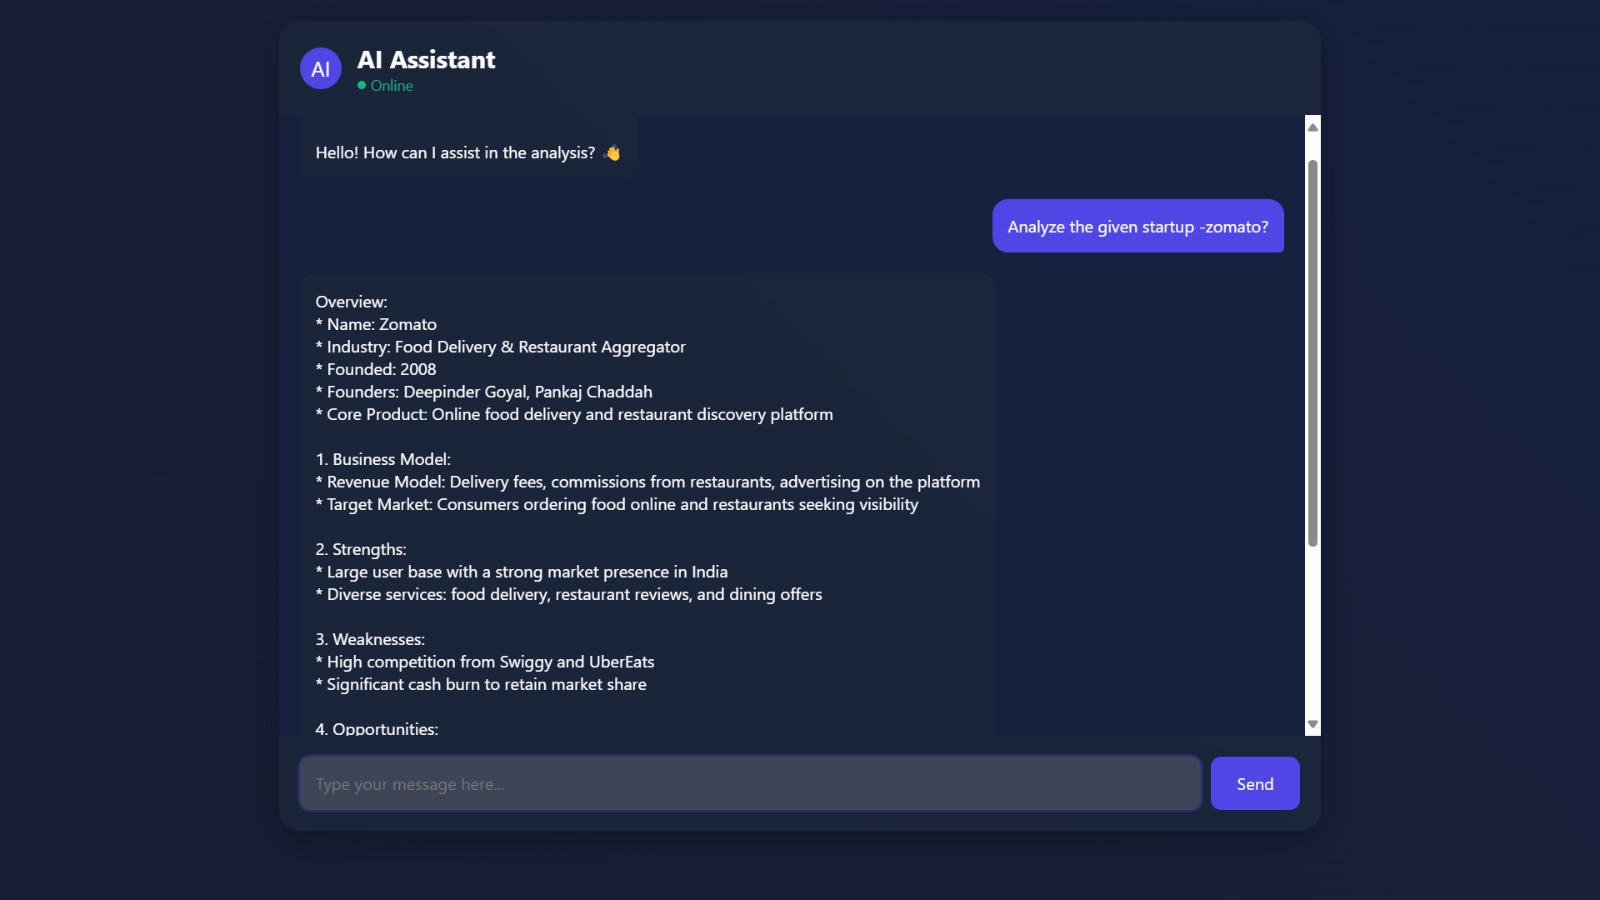 AI
AI Assistant
Online
Hello! How can I assist in the analysis? 👋
Analyze the given startup -zomato?
Overview:
* Name: Zomato
* Industry: Food Delivery & Restaurant Aggregator
* Founded: 2008
* Founders: Deepinder Goyal, Pankaj Chaddah
* Core Product: Online food delivery and restaurant discovery platform
1. Business Model:
* Revenue Model: Delivery fees, commissions from restaurants, advertising on the platform
* Target Market: Consumers ordering food online and restaurants seeking visibility
2. Strengths:
* Large user base with a strong market presence in India
* Diverse services: food delivery, restaurant reviews, and dining offers
3. Weaknesses:
* High competition from Swiggy and UberEats
* Significant cash burn to retain market share
4. Opportunities:
Type your message here...
Send